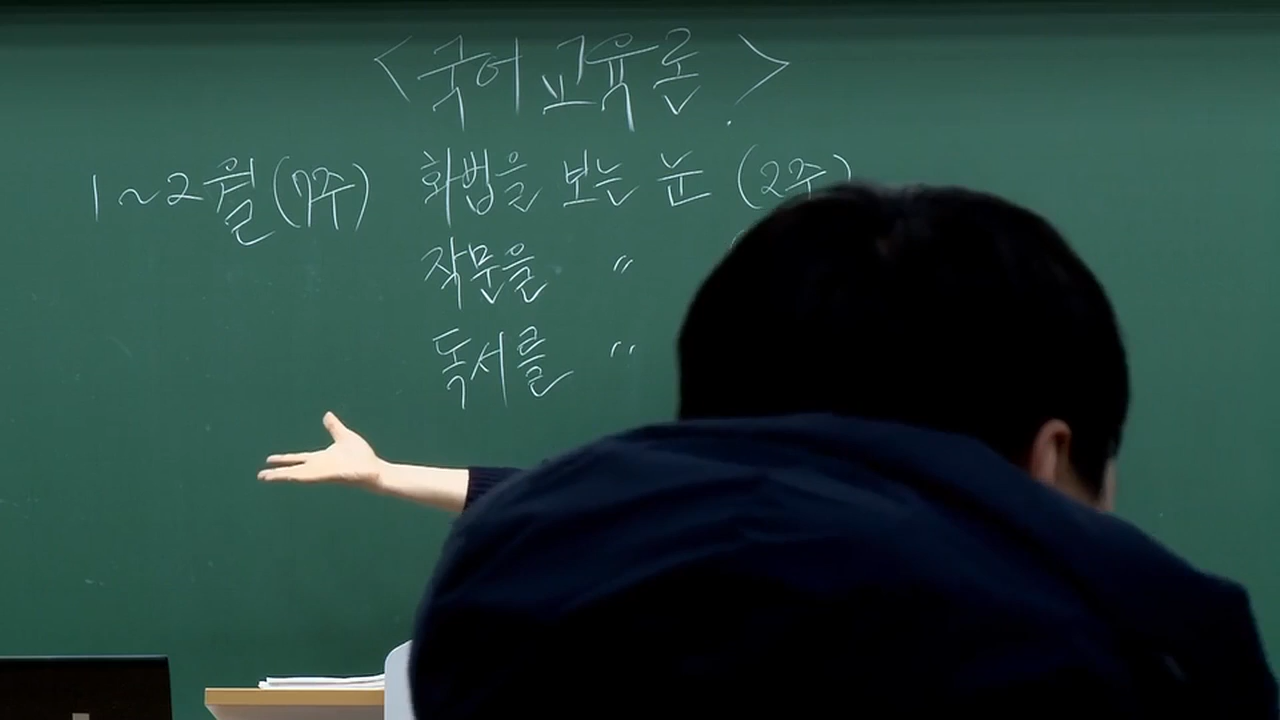 <국어 교육론>
1~2월(7주) 화법을 보는 눈 (2주)
작문을 〃
독서를 〃